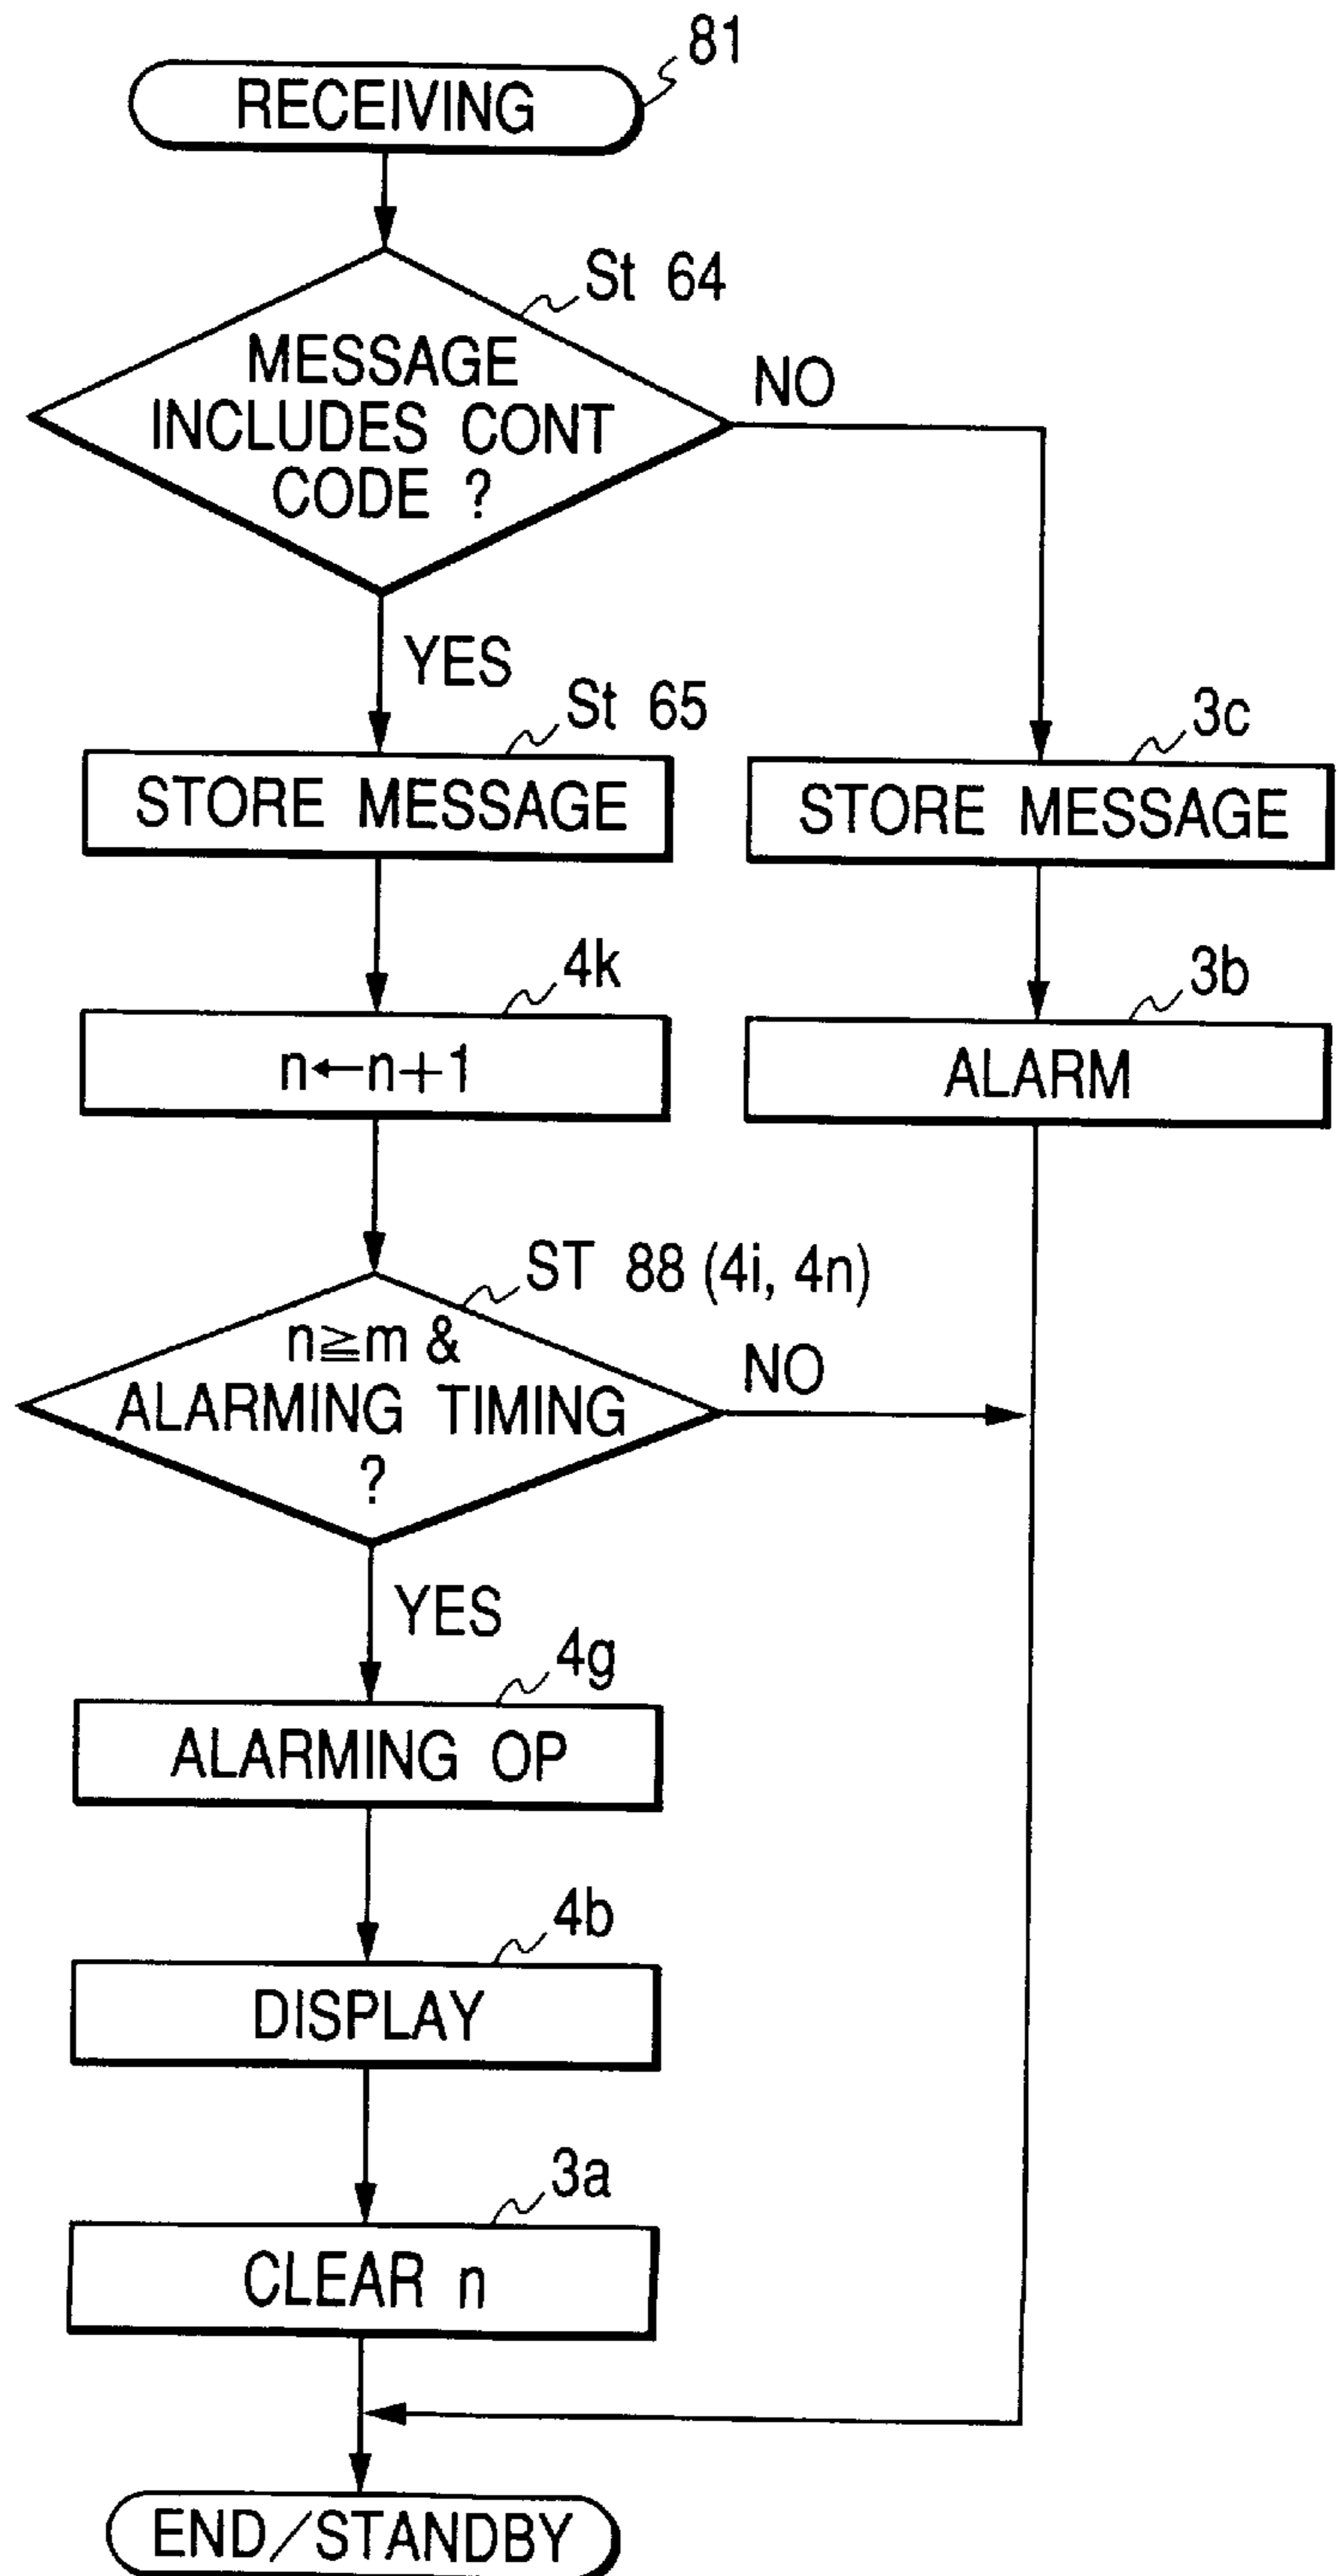 81
RECEIVING
St 64
MESSAGE
INCLUDES CONT
CODE ?
NO
YES
St 65
STORE MESSAGE
3c
STORE MESSAGE
4k
n←n+1
3b
ALARM
ST 88 (4i, 4n)
n≧m &
ALARMING TIMING
?
NO
YES
4g
ALARMING OP
4b
DISPLAY
3a
CLEAR n
END/STANDBY